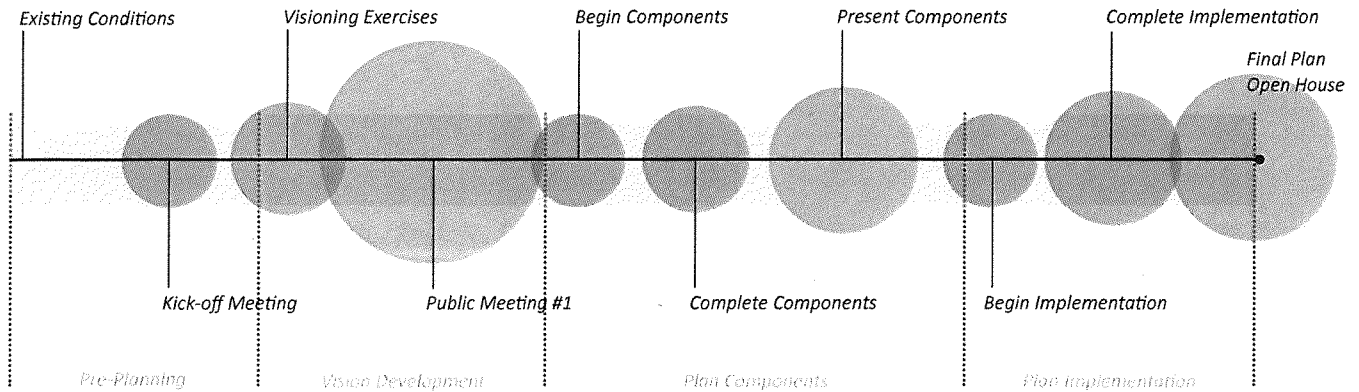 Existing Conditions
Visioning Exercises
Begin Components
Present Components
Complete Implementation
Final Plan
Open House
Kick-off Meeting
Public Meeting #1
Complete Components
Begin Implementation
Pre-Planning
Vision Development
Plan Components
Plan Implementation